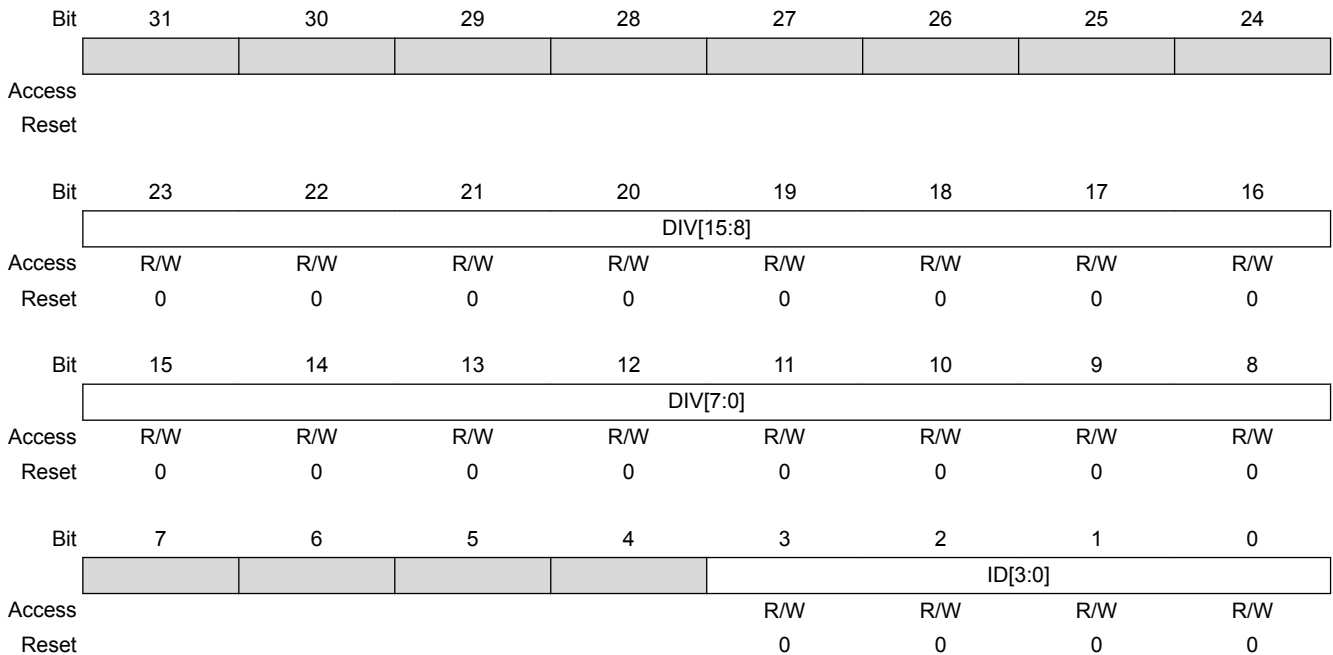 Bit 31 30 29 28 27 26 25 24
Access
Reset
Bit 23 22 21 20 19 18 17 16
DIV[15:8]
Access R/W R/W R/W R/W R/W R/W R/W R/W
Reset 0 0 0 0 0 0 0 0
Bit 15 14 13 12 11 10 9 8
DIV[7:0]
Access R/W R/W R/W R/W R/W R/W R/W R/W
Reset 0 0 0 0 0 0 0 0
Bit 7 6 5 4 3 2 1 0
ID[3:0]
Access R/W R/W R/W R/W
Reset 0 0 0 0